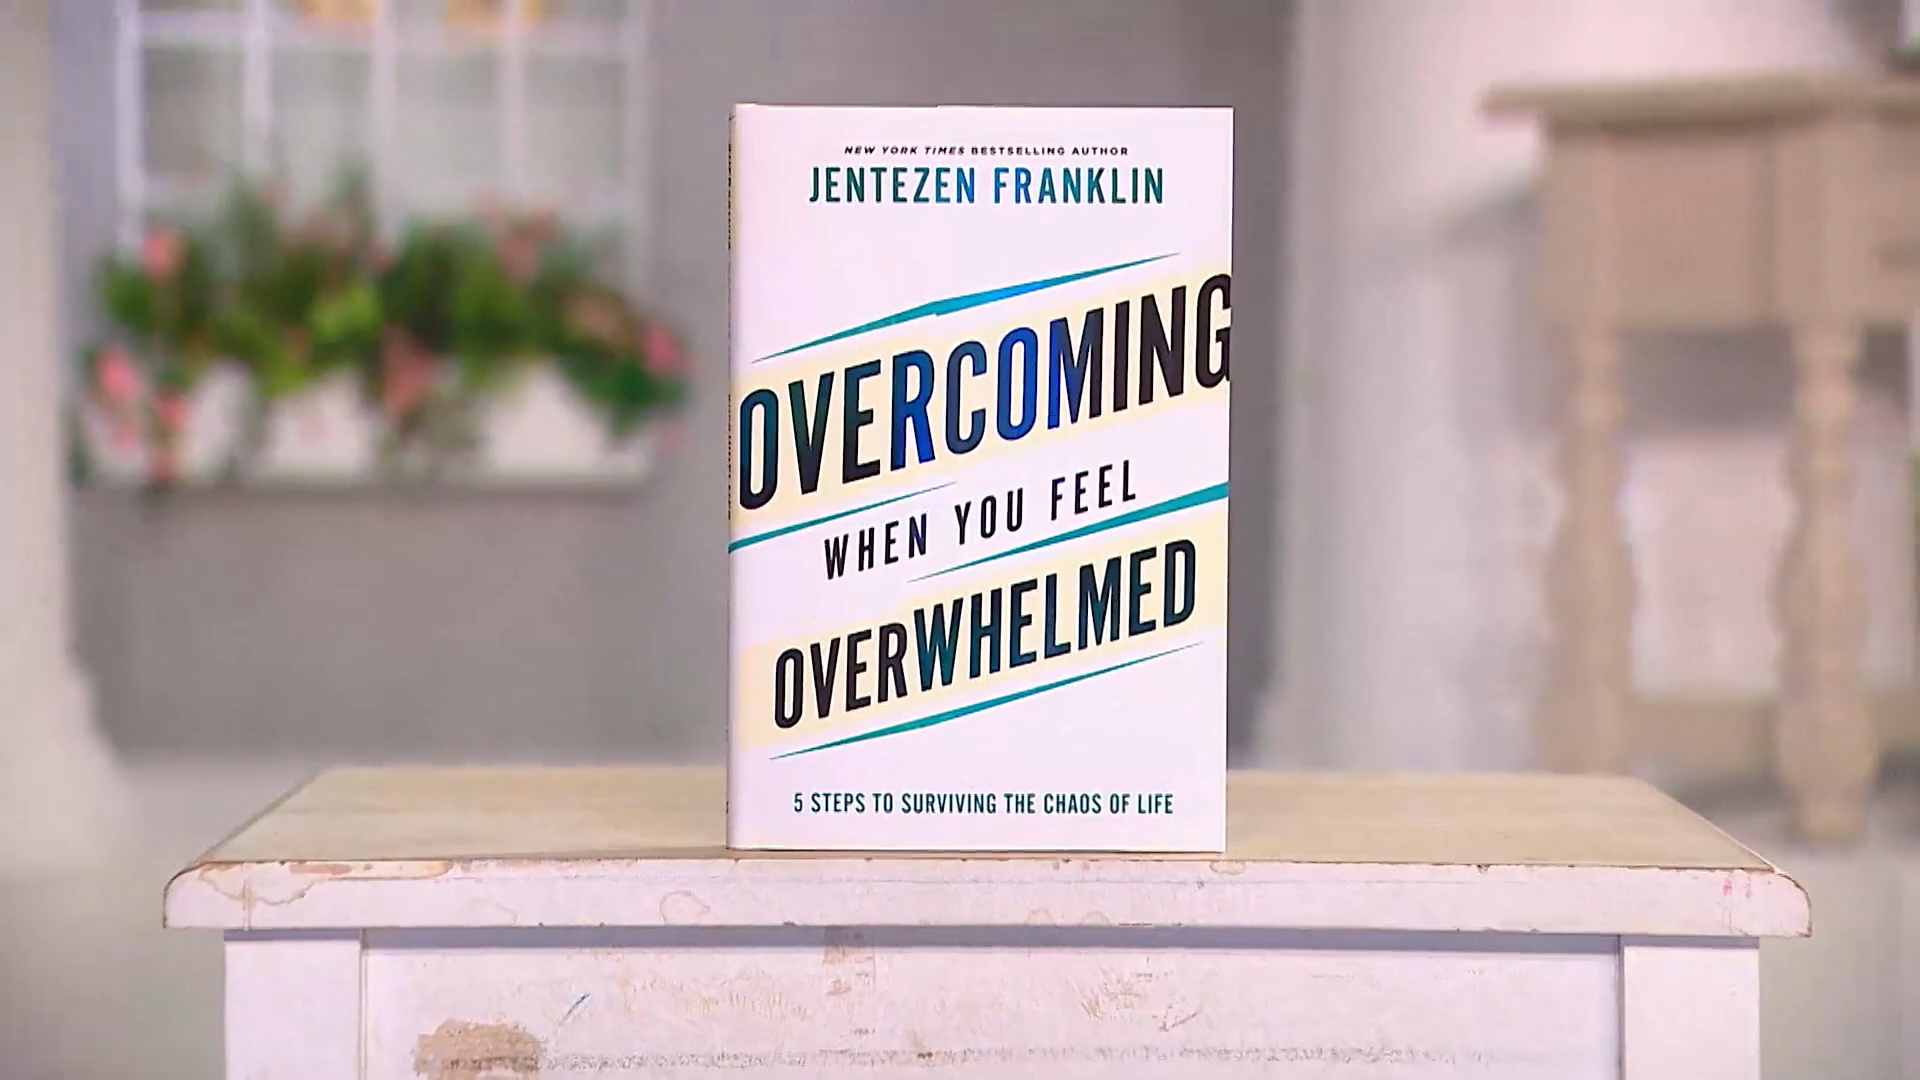 NEW YORK TIMES BESTSELLING AUTHOR
JENTEZEN FRANKLIN
OVERCOMING
WHEN YOU FEEL
OVERWHELMED
5 STEPS TO SURVIVING THE CHAOS OF LIFE